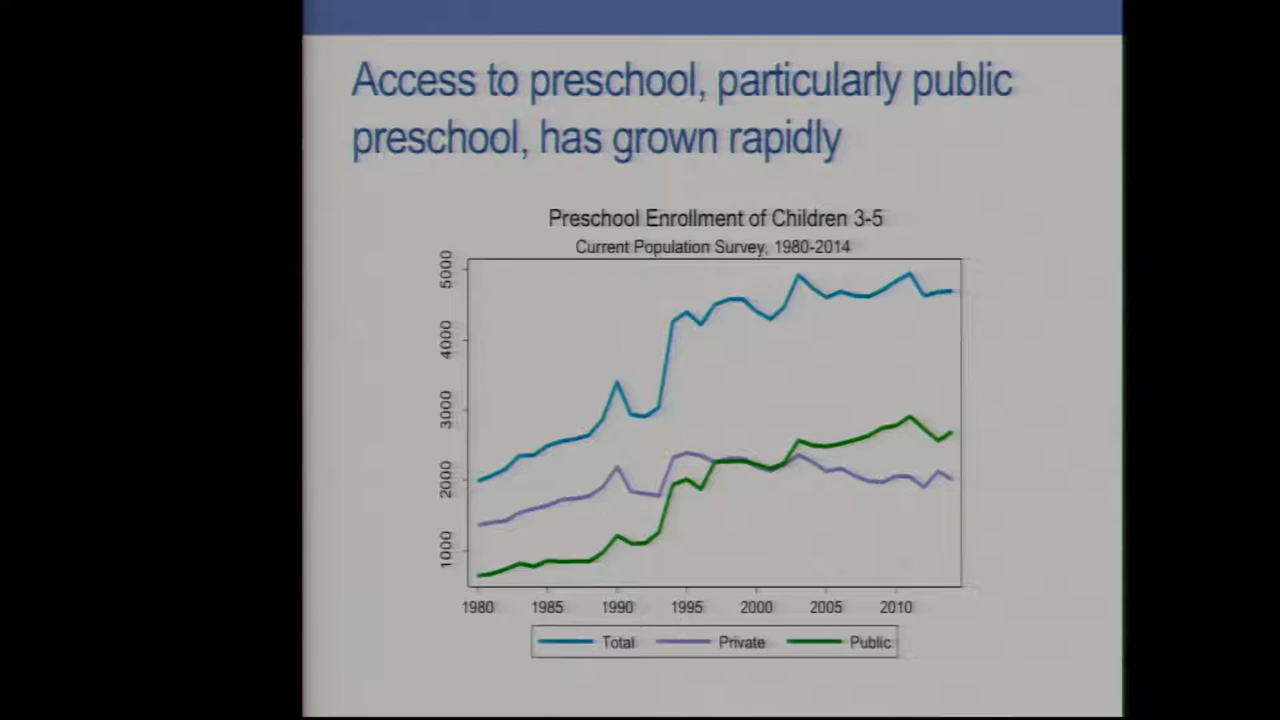 Access to preschool, particularly public
preschool, has grown rapidly
Preschool Enrollment of Children 3-5
Current Population Survey, 1980-2014
5000
4000
3000
2000
1000
1980 1985 1990 1995 2000 2005 2010
Total Private Public